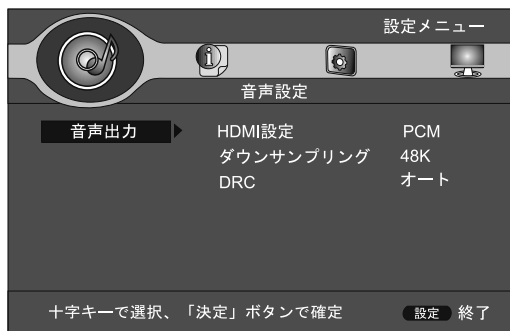 設定メニュー
音声設定
音声出力
HDMI設定 PCM
ダウンサンプリング 48K
DRC オート
十字キーで選択、「決定」ボタンで確定 設定 終了